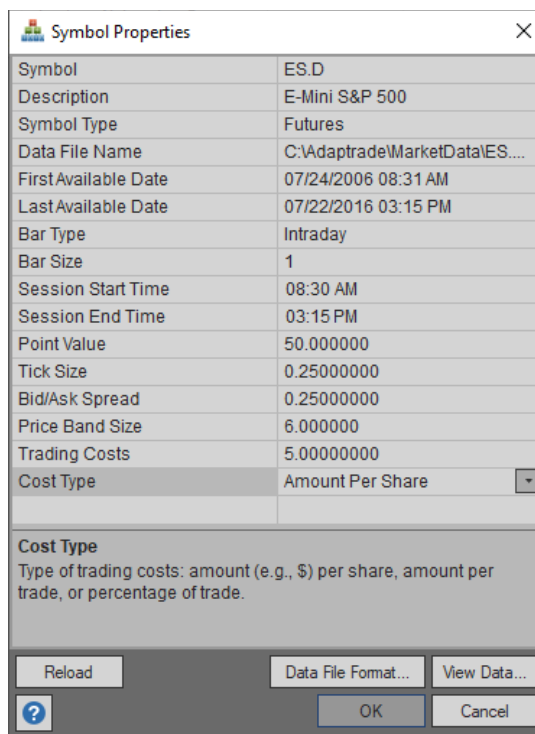 Symbol Properties
Symbol ES.D
Description E-Mini S&P 500
Symbol Type Futures
Data File Name C:\Adaptrade\MarketData\ES....
First Available Date 07/24/2006 08:31 AM
Last Available Date 07/22/2016 03:15 PM
Bar Type Intraday
Bar Size 1
Session Start Time 08:30 AM
Session End Time 03:15 PM
Point Value 50.000000
Tick Size 0.25000000
Bid/Ask Spread 0.25000000
Price Band Size 6.000000
Trading Costs 5.00000000
Cost Type Amount Per Share
Cost Type
Type of trading costs: amount (e.g., $) per share, amount per
trade, or percentage of trade.
Reload Data File Format... View Data...
? OK Cancel